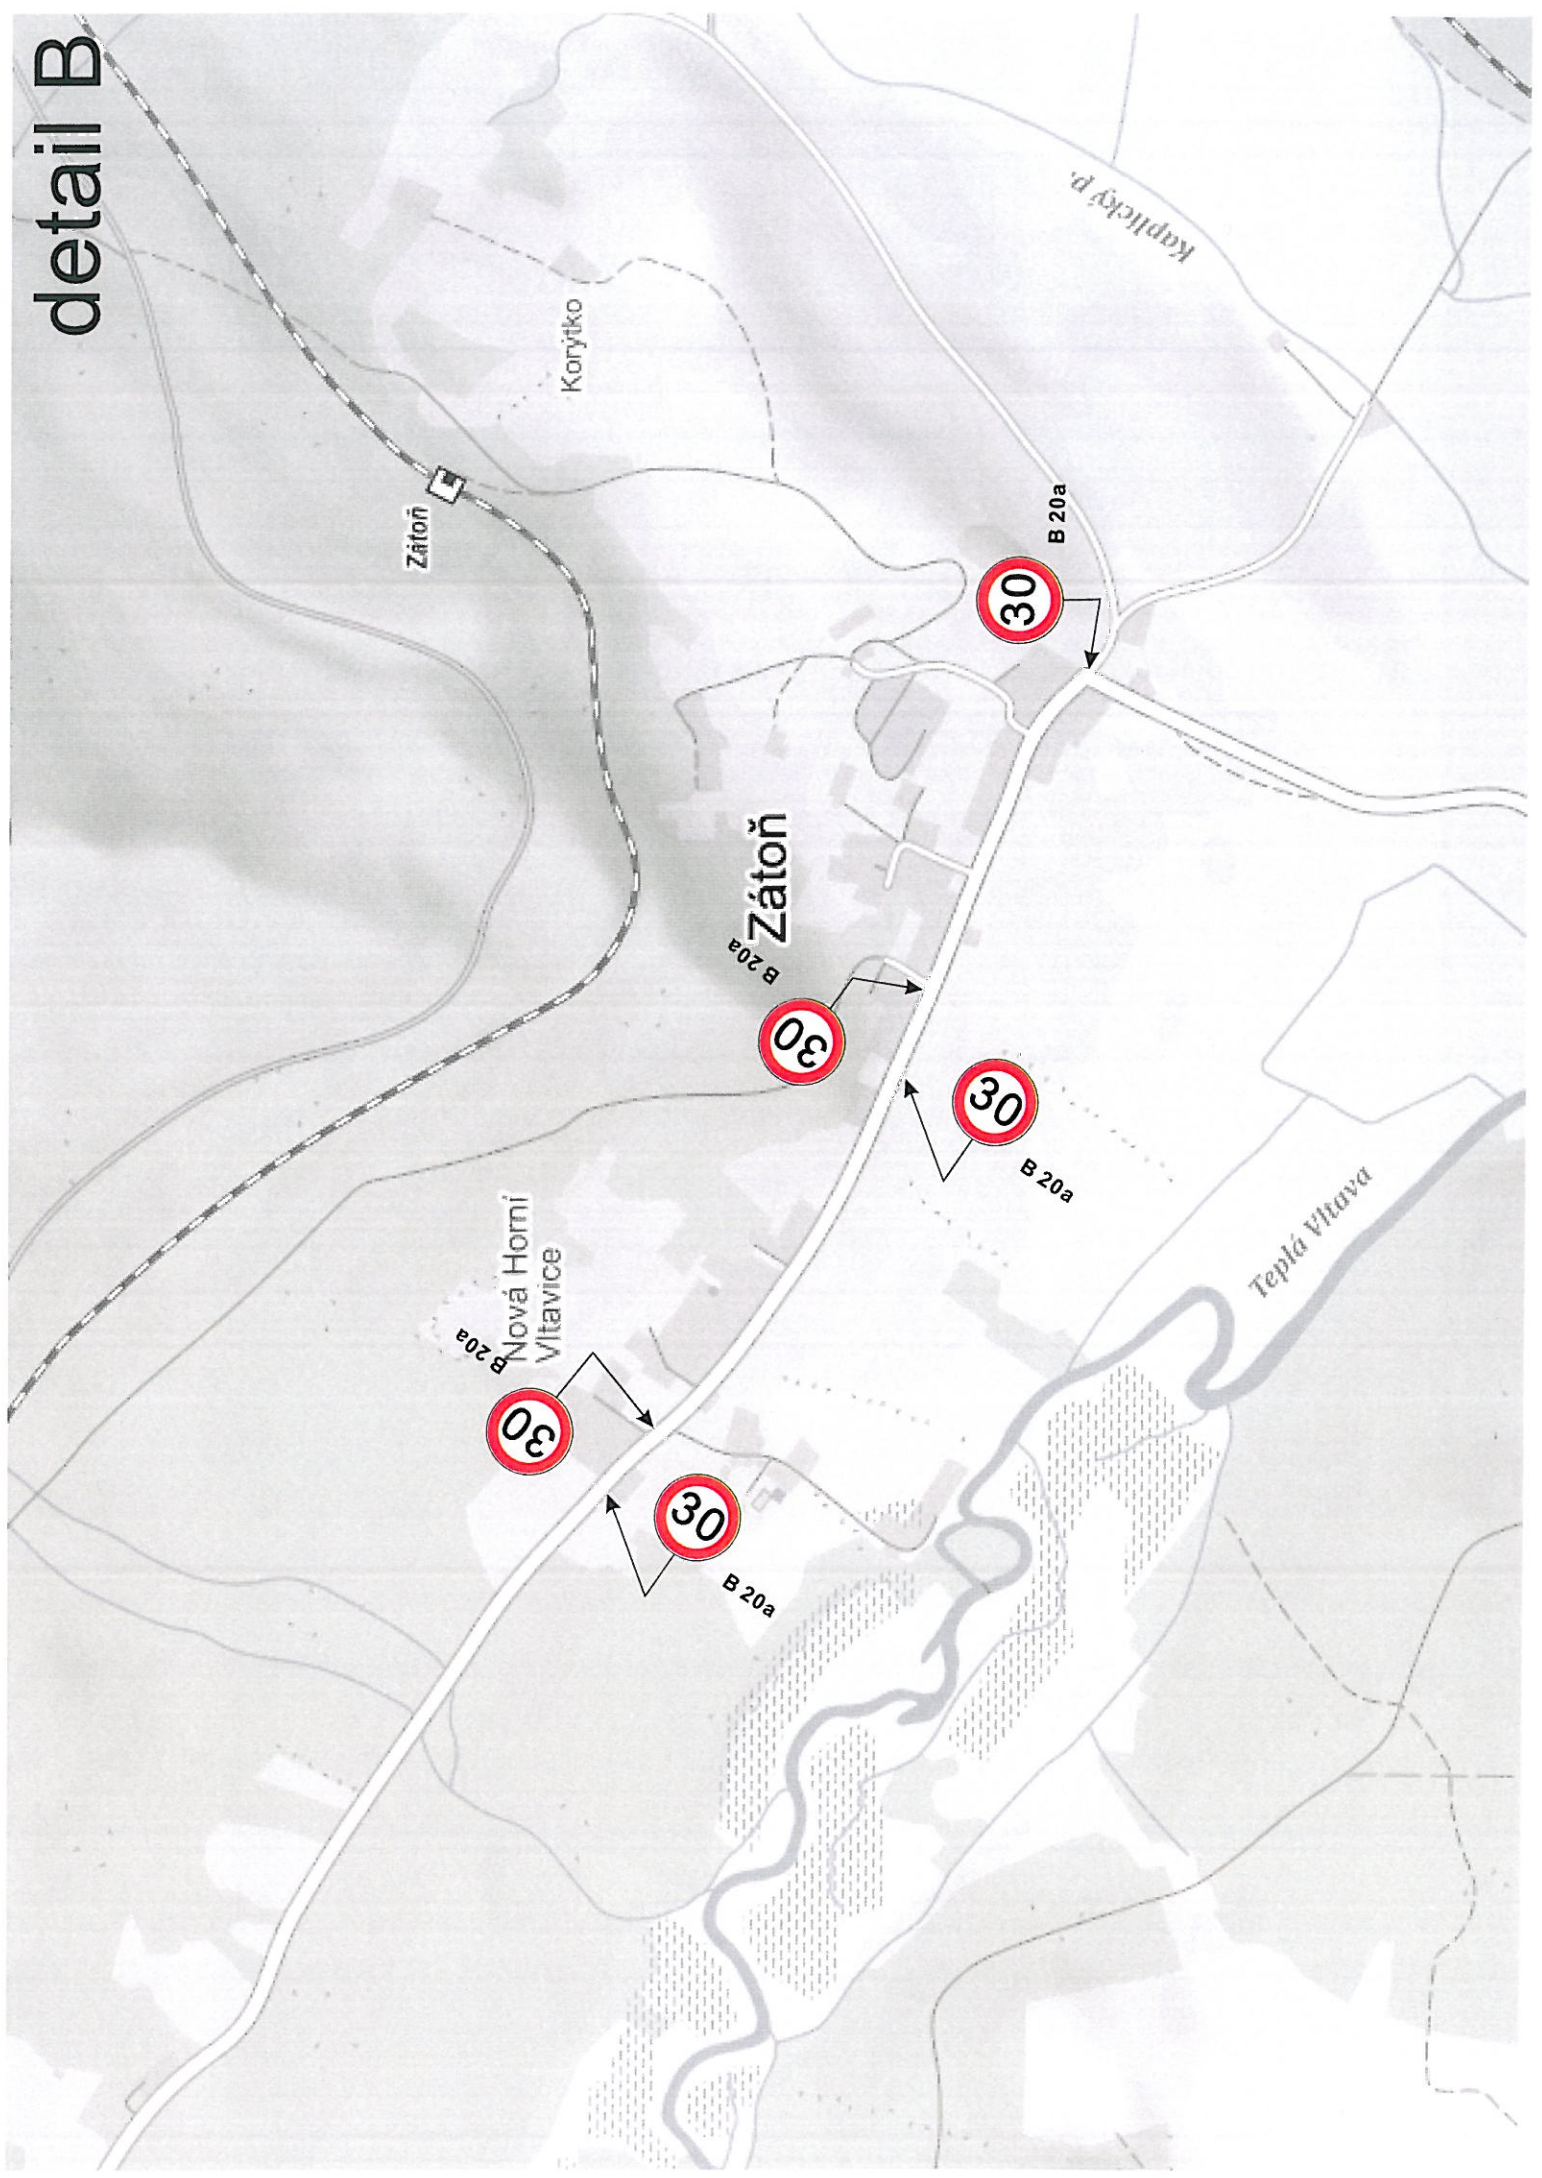 detail B
Zátoň
Korýtko
Kaplický p.
B 20a
30
Zátoň
B 20a
30
30
B 20a
Nová Horní
Vltavice
B 20a
30
30
B 20a
Teplá Vltava